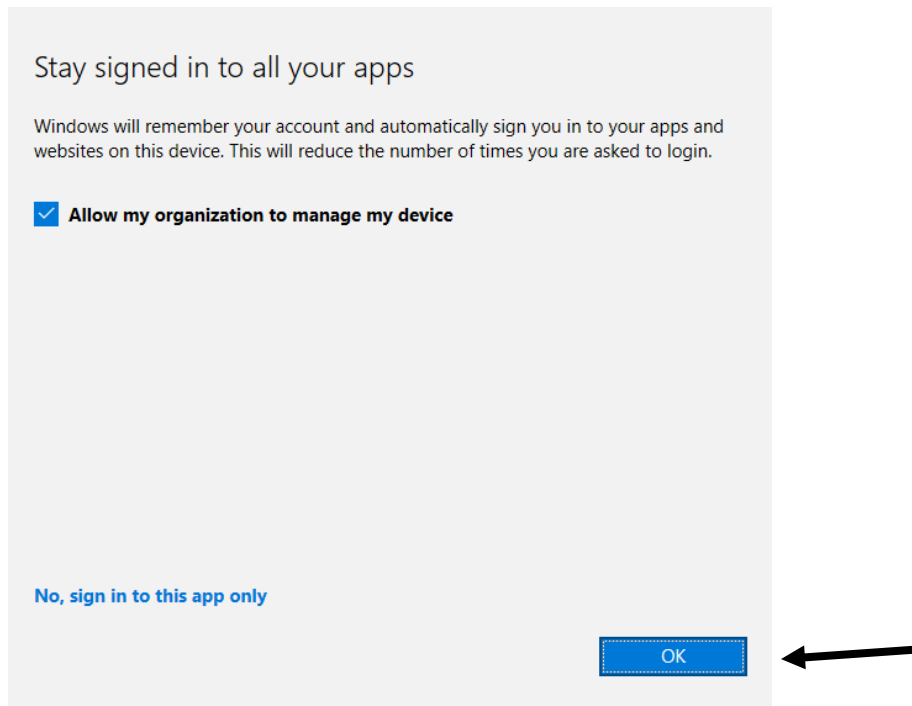 Stay signed in to all your apps
Windows will remember your account and automatically sign you in to your apps and
websites on this device. This will reduce the number of times you are asked to login.
Allow my organization to manage my device
No, sign in to this app only
OK